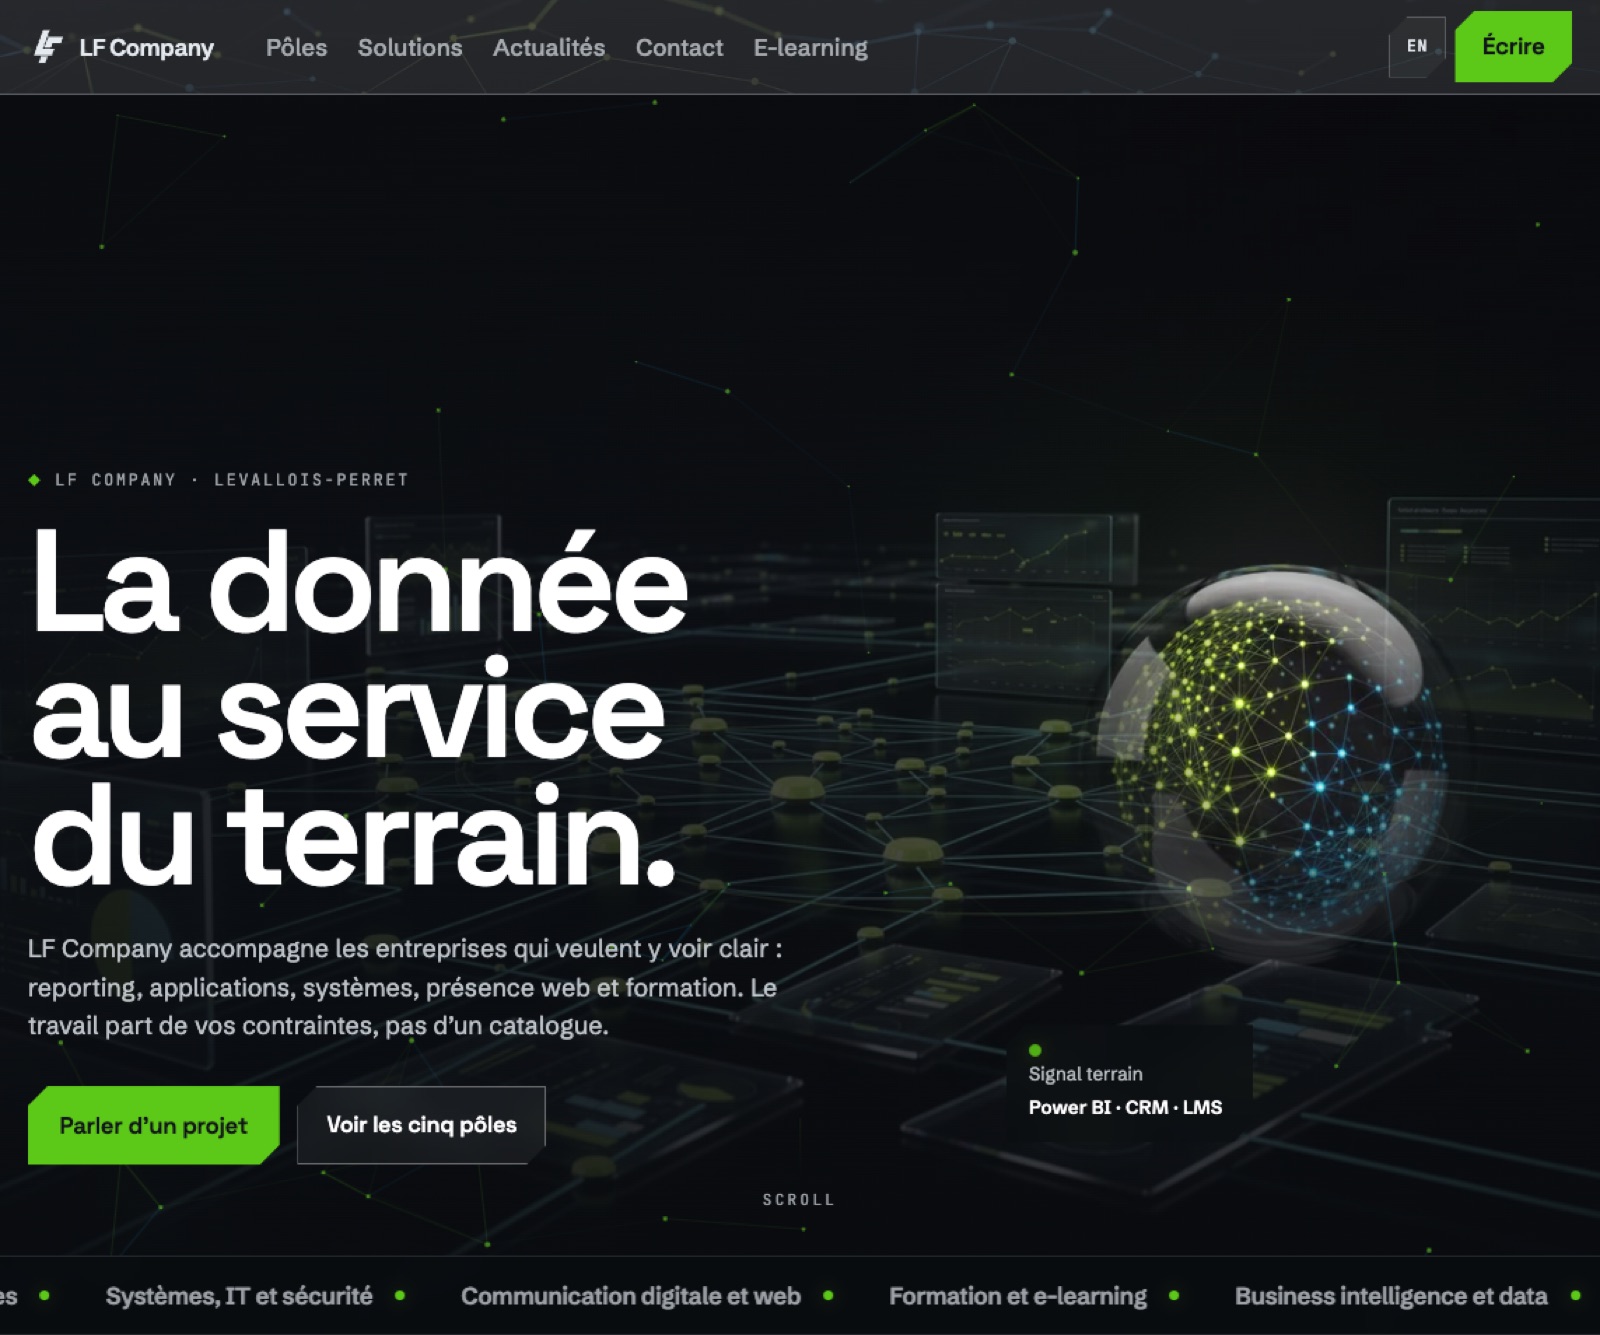 LF Company
Pôles
Solutions
Actualités
Contact
E-learning
EN
Écrire
LF COMPANY · LEVALLOIS-PERRET
La donnée
au service
du terrain.
LF Company accompagne les entreprises qui veulent y voir clair :
reporting, applications, systèmes, présence web et formation. Le
travail part de vos contraintes, pas d’un catalogue.
Parler d’un projet
Voir les cinq pôles
Signal terrain
Power BI · CRM · LMS
SCROLL
es • Systèmes, IT et sécurité • Communication digitale et web • Formation et e-learning • Business intelligence et data •